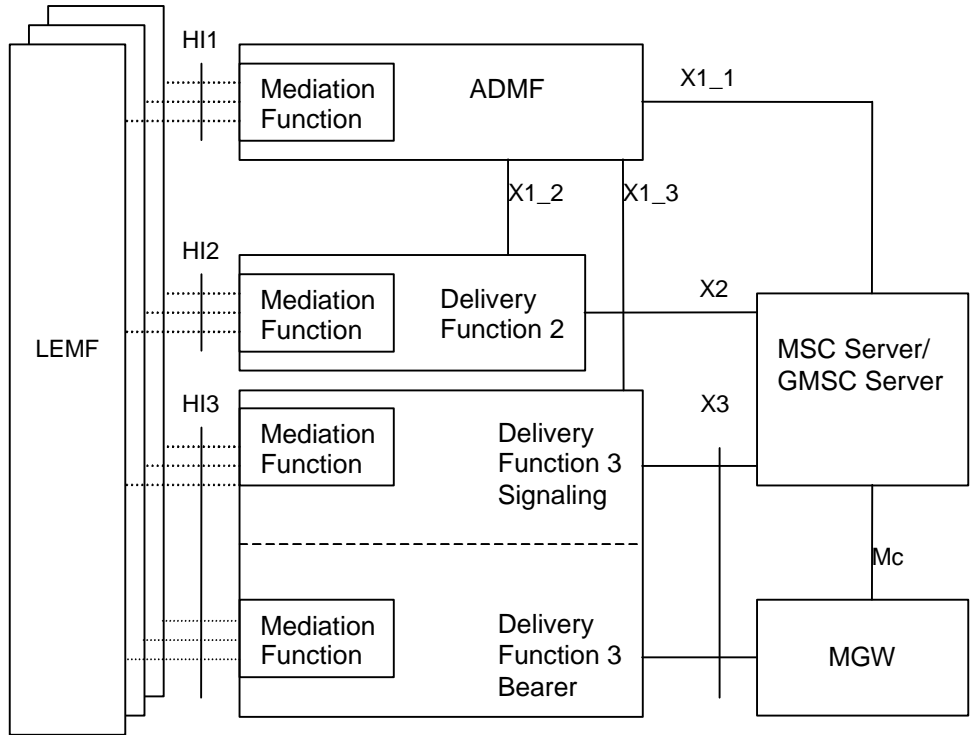 HI1
Mediation
Function
ADMF
X1_1
X1_2
X1_3
HI2
Mediation
Function
Delivery
Function 2
X2
LEMF
MSC Server/
GMSC Server
HI3
Mediation
Function
Delivery
Function 3
Signaling
X3
Mc
Mediation
Function
Delivery
Function 3
Bearer
MGW